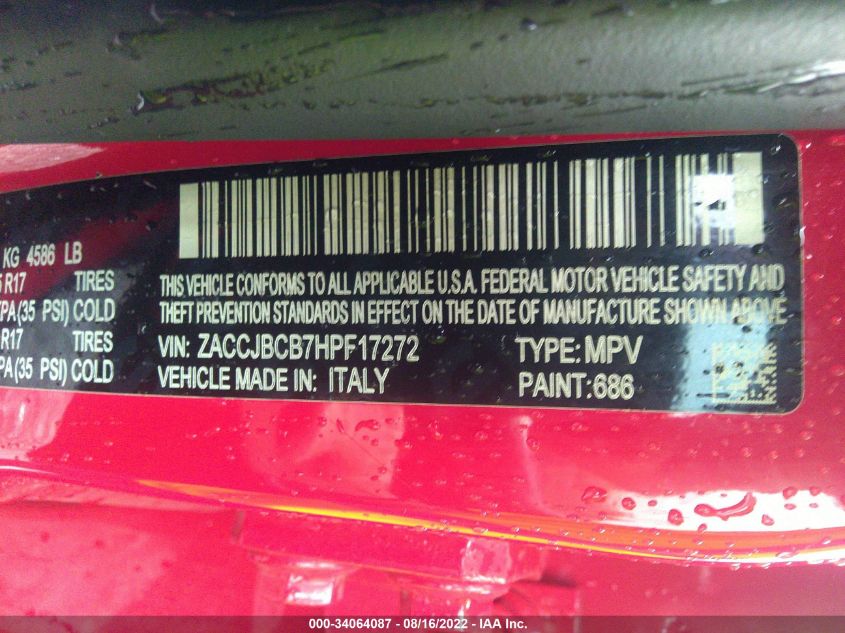 KG 4586 LB
R17 TIRES
PA (35 PSI) COLD
R17 TIRES
PA (35 PSI) COLD
THIS VEHICLE CONFORMS TO ALL APPLICABLE U.S.A. FEDERAL MOTOR VEHICLE SAFETY AND
THEFT PREVENTION STANDARDS IN EFFECT ON THE DATE OF MANUFACTURE SHOWN ABOVE
VIN: ZACCJBCB7HPF17272 TYPE: MPV
VEHICLE MADE IN: ITALY PAINT:686
000-34064087 - 08/16/2022 - IAA Inc.